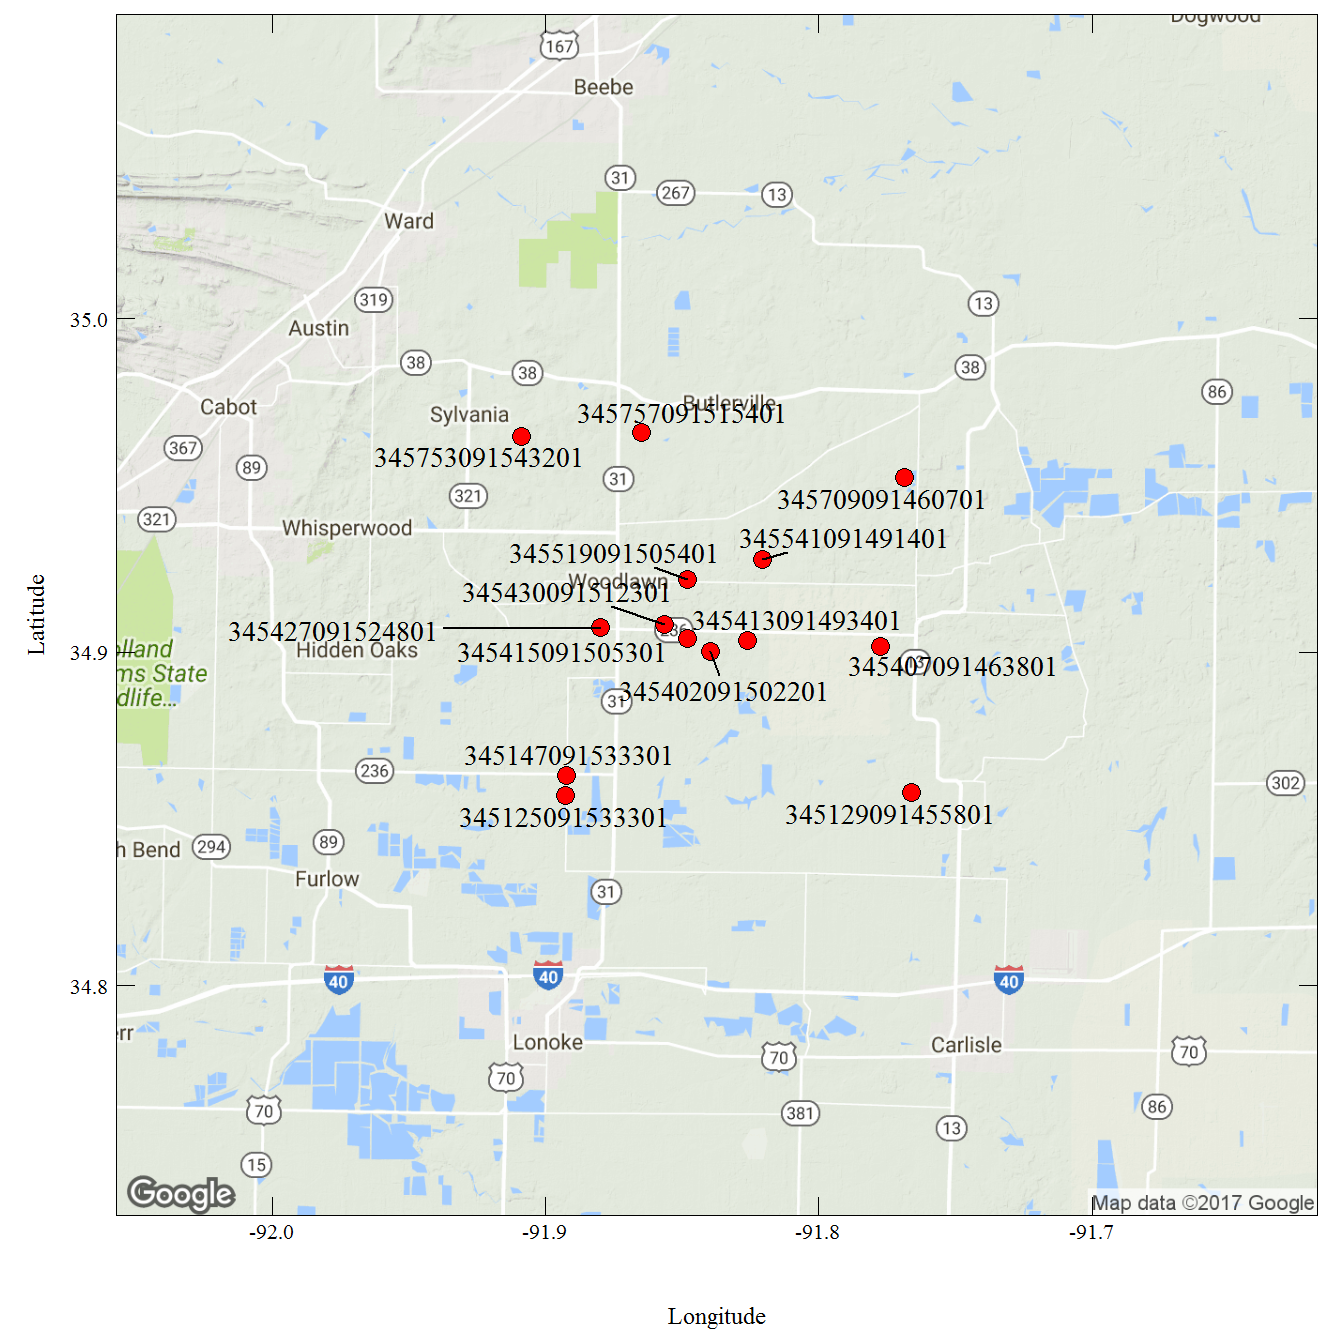 Dogwood
167
Beebe
31
267
13
Ward
319
13
Austin
38
38
38
86
Cabot
Butlerville
Sylvania
345757091515401
367
345753091543201
89
31
321
345709091460701
321
Whisperwood
345541091491401
345519091505401
Woodlawn
345430091512301
345413091493401
236
345427091524801
Hidden Oaks
345415091505301
13
345407091463801
lland
ms State
dlife...
345402091502201
31
345147091533301
236
302
345125091533301
345129091455801
h Bend
294
89
Furlow
31
40
40
40
Lonoke
Carlisle
err
70
70
70
70
86
381
13
15
Google
Map data ©2017 Google
35.0
34.9
34.8
-92.0
-91.9
-91.8
-91.7
Latitude
Longitude